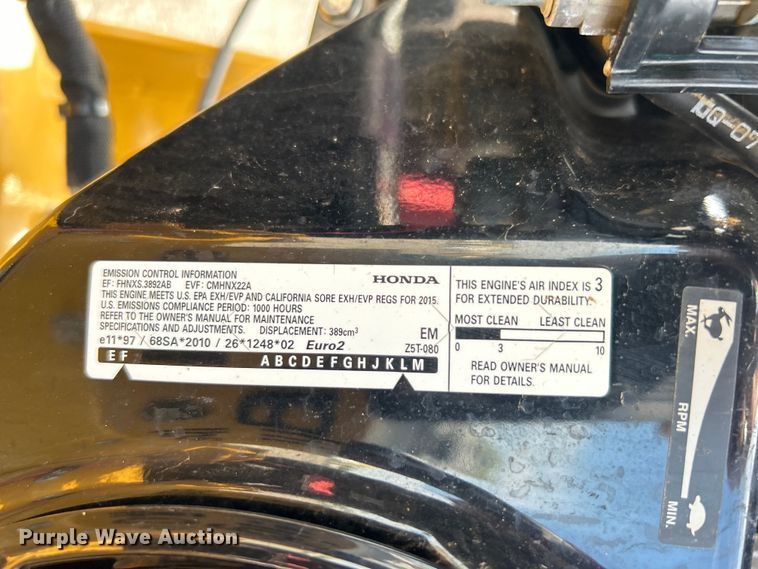 100-07
EMISSION CONTROL INFORMATION
HONDA
EF: FHNXS.3892AB EVF: CMHNX22A
THIS ENGINE MEETS U.S. EPA EXH/EVP AND CALIFORNIA SORE EXH/EVP REGS FOR 2015.
U.S. EMISSIONS COMPLIANCE PERIOD: 1000 HOURS
REFER TO THE OWNER'S MANUAL FOR MAINTENANCE
SPECIFICATIONS AND ADJUSTMENTS. DISPLACEMENT: 389cm³ EM
e11*97 / 68SA*2010 / 26*1248*02 Euro2 Z5T-080
EF ABCDEFGHJKLM
THIS ENGINE'S AIR INDEX IS 3
FOR EXTENDED DURABILITY.
MOST CLEAN LEAST CLEAN
0 3 10
READ OWNER'S MANUAL
FOR DETAILS.
MAX.
RPM
MIN.
Purple Wave Auction